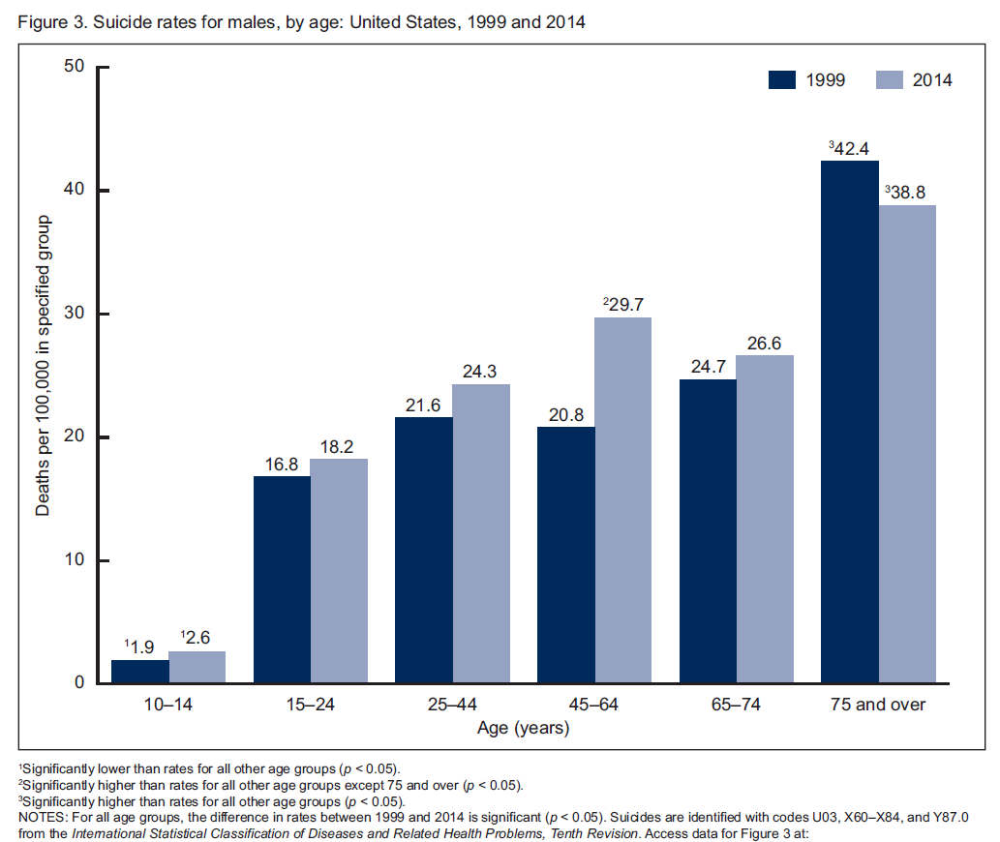 Figure 3. Suicide rates for males, by age: United States, 1999 and 2014
50
40
30
20
10
0
Deaths per 100,000 in specified group
1999
2014
¹1.9
¹2.6
16.8
18.2
21.6
24.3
20.8
²29.7
24.7
26.6
³42.4
³38.8
10–14
15–24
25–44
45–64
65–74
75 and over
Age (years)
¹Significantly lower than rates for all other age groups (p < 0.05).
²Significantly higher than rates for all other age groups except 75 and over (p < 0.05).
³Significantly higher than rates for all other age groups (p < 0.05).
NOTES: For all age groups, the difference in rates between 1999 and 2014 is significant (p < 0.05). Suicides are identified with codes U03, X60–X84, and Y87.0
from the International Statistical Classification of Diseases and Related Health Problems, Tenth Revision. Access data for Figure 3 at: